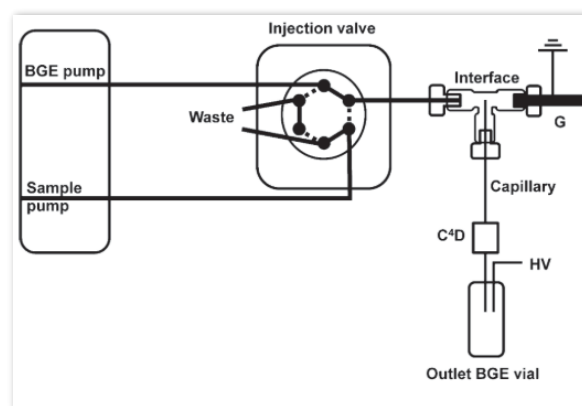 Injection valve
BGE pump
Interface
Waste
G
Sample
pump
Capillary
C⁴D
HV
Outlet BGE vial